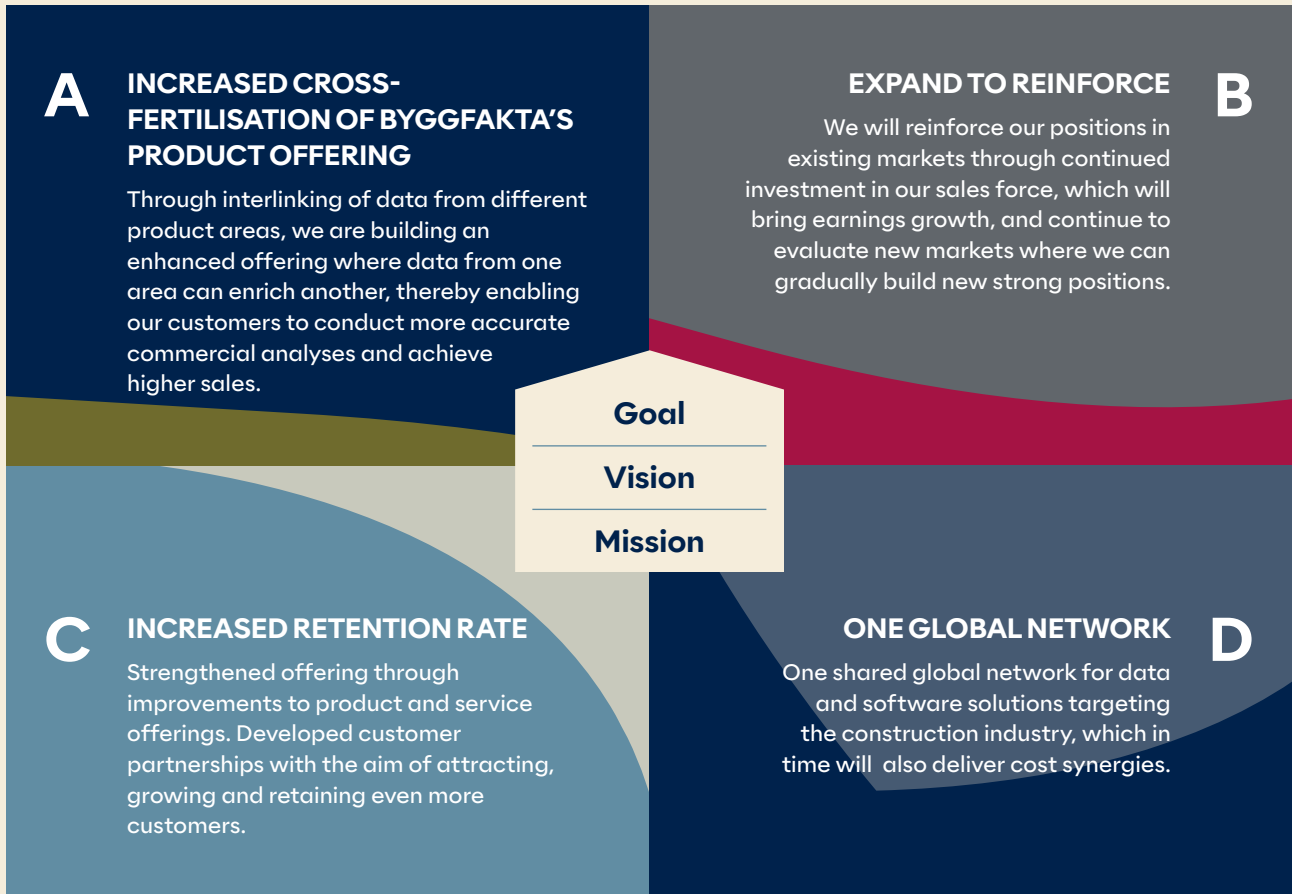 A
INCREASED CROSS-
FERTILISATION OF BYGGFAKTA'S
PRODUCT OFFERING
Through interlinking of data from different
product areas, we are building an
enhanced offering where data from one
area can enrich another, thereby enabling
our customers to conduct more accurate
commercial analyses and achieve
higher sales.
EXPAND TO REINFORCE
B
We will reinforce our positions in
existing markets through continued
investment in our sales force, which will
bring earnings growth, and continue to
evaluate new markets where we can
gradually build new strong positions.
Goal
Vision
Mission
C
INCREASED RETENTION RATE
Strengthened offering through
improvements to product and service
offerings. Developed customer
partnerships with the aim of attracting,
growing and retaining even more
customers.
ONE GLOBAL NETWORK
D
One shared global network for data
and software solutions targeting
the construction industry, which in
time will  also deliver cost synergies.